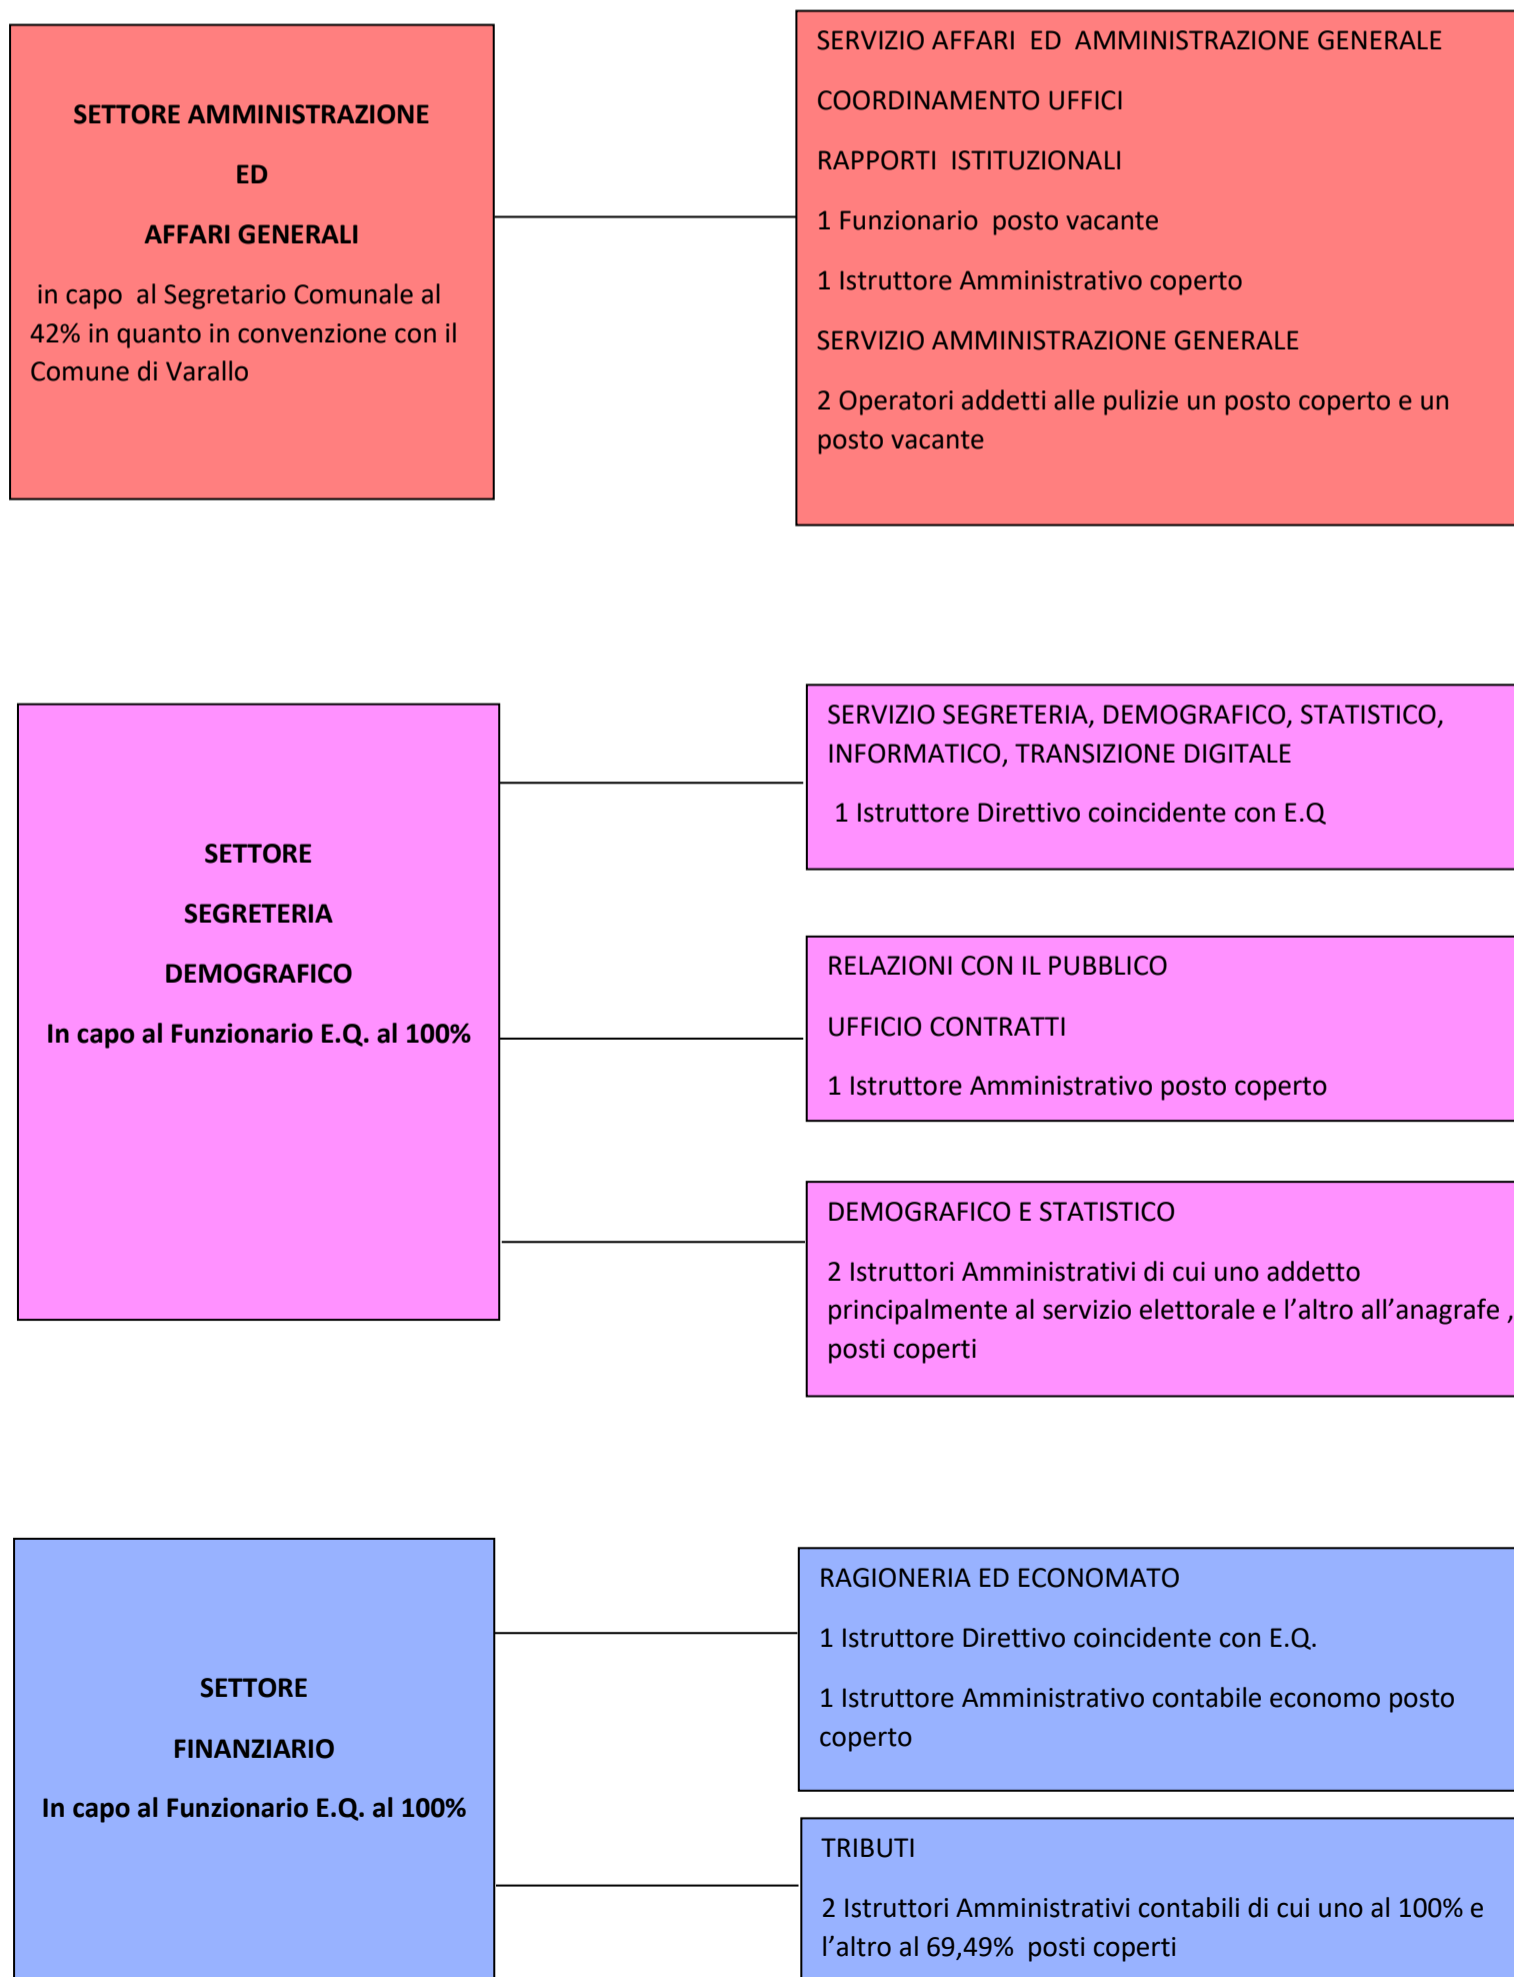 SETTORE AMMINISTRAZIONE
ED
AFFARI GENERALI
in capo al Segretario Comunale al
42% in quanto in convenzione con il
Comune di Varallo
SERVIZIO AFFARI ED AMMINISTRAZIONE GENERALE
COORDINAMENTO UFFICI
RAPPORTI ISTITUZIONALI
1 Funzionario posto vacante
1 Istruttore Amministrativo coperto
SERVIZIO AMMINISTRAZIONE GENERALE
2 Operatori addetti alle pulizie un posto coperto e un
posto vacante
SETTORE
SEGRETERIA
DEMOGRAFICO
In capo al Funzionario E.Q. al 100%
SERVIZIO SEGRETERIA, DEMOGRAFICO, STATISTICO,
INFORMATICO, TRANSIZIONE DIGITALE
1 Istruttore Direttivo coincidente con E.Q
RELAZIONI CON IL PUBBLICO
UFFICIO CONTRATTI
1 Istruttore Amministrativo posto coperto
DEMOGRAFICO E STATISTICO
2 Istruttori Amministrativi di cui uno addetto
principalmente al servizio elettorale e l’altro all’anagrafe ,
posti coperti
SETTORE
FINANZIARIO
In capo al Funzionario E.Q. al 100%
RAGIONERIA ED ECONOMATO
1 Istruttore Direttivo coincidente con E.Q.
1 Istruttore Amministrativo contabile economo posto
coperto
TRIBUTI
2 Istruttori Amministrativi contabili di cui uno al 100% e
l’altro al 69,49% posti coperti